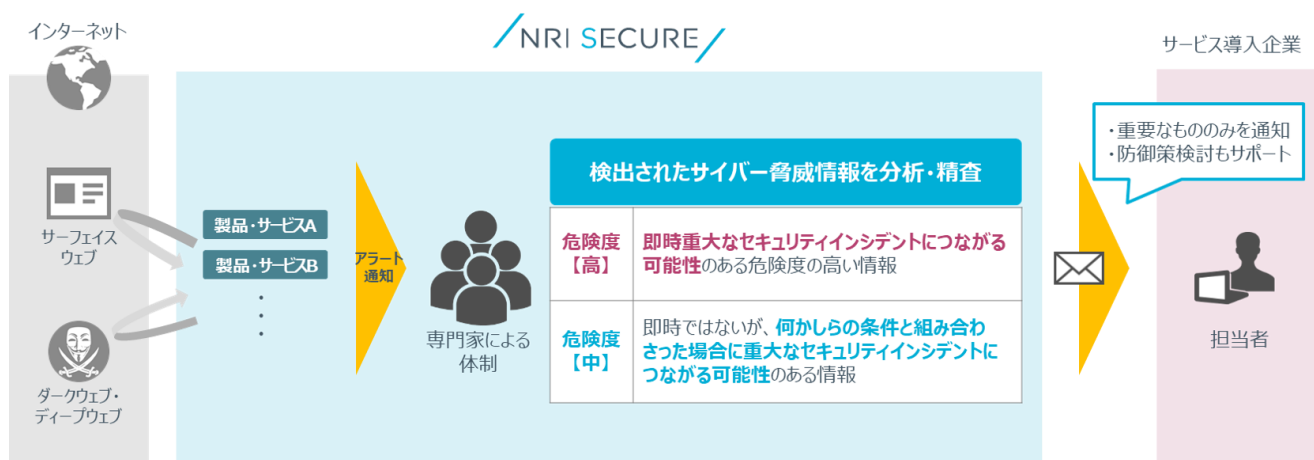 インターネット
サーフェイス
ウェブ
ダークウェブ・
ディープウェブ
NRI SECURE
製品・サービスA
製品・サービスB
・
・
・
アラート
通知
専門家による
体制
検出されたサイバー脅威情報を分析・精査
危険度
【高】
即時重大なセキュリティインシデントにつながる
可能性のある危険度の高い情報
危険度
【中】
即時ではないが、何かしらの条件と組み合わ
さった場合に重大なセキュリティインシデントに
つながる可能性のある情報
サービス導入企業
・重要なもののみを通知
・防御策検討もサポート
担当者